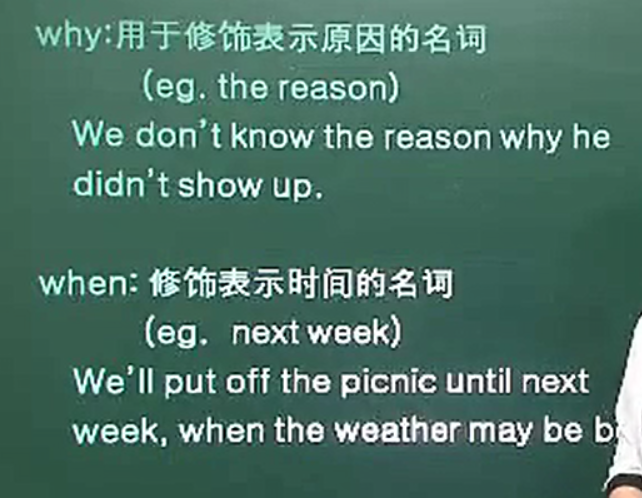 why:用于修饰表示原因的名词
(eg. the reason)
We don't know the reason why he
didn't show up.
when: 修饰表示时间的名词
(eg. next week)
We'll put off the picnic until next
week, when the weather may be